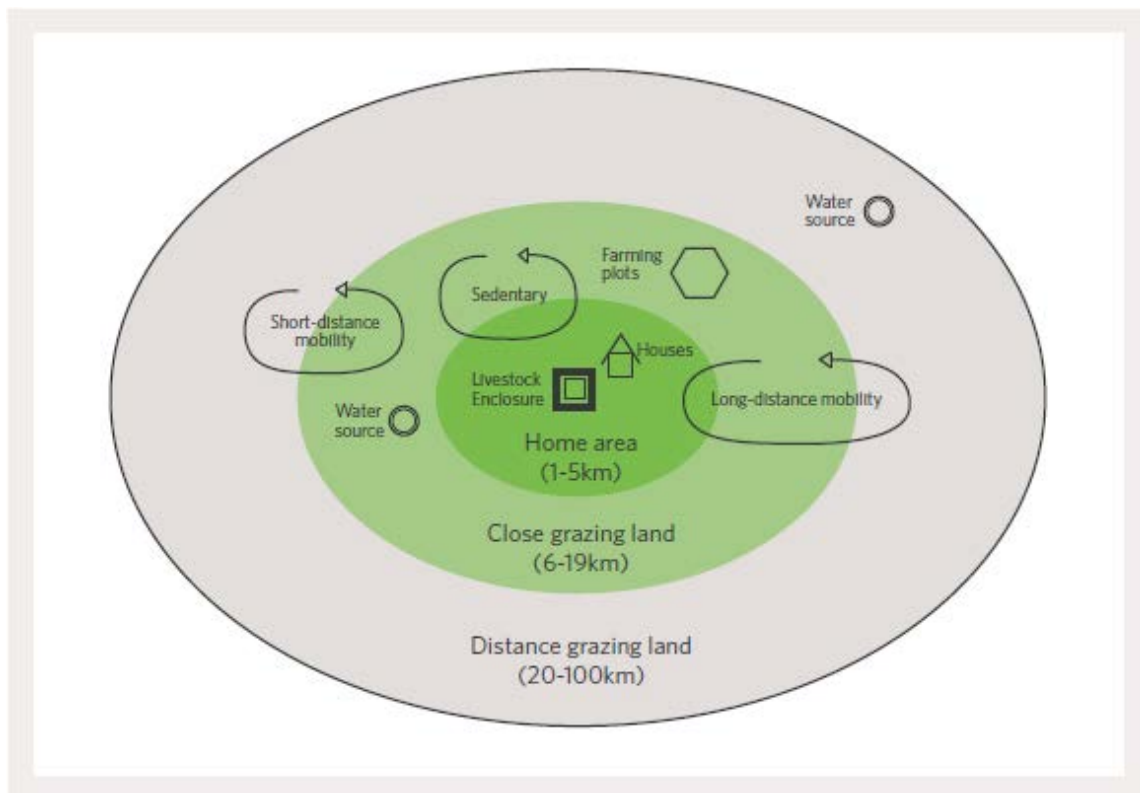 Water
source
Farming
plots
Sedentary
Short-distance
mobility
Houses
Livestock
Enclosure
Long-distance mobility
Water
source
Home area
(1-5km)
Close grazing land
(6-19km)
Distance grazing land
(20-100km)